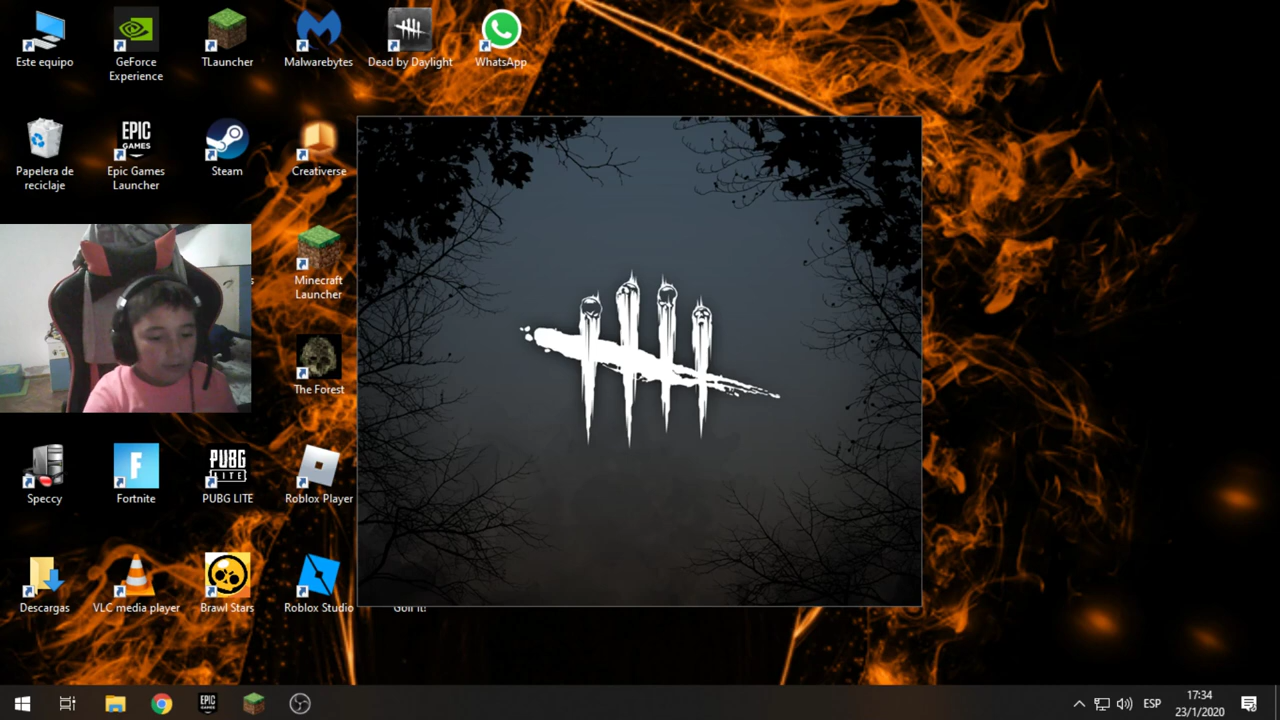 Este equipo
GeForce
Experience
TLauncher
Malwarebytes
Dead by Daylight
WhatsApp
EPIC
GAMES
Papelera de
reciclaje
Epic Games
Launcher
Steam
Creativerse
Minecraft
Launcher
The Forest
PUBG
LITE
Speccy
Fortnite
PUBG LITE
Roblox Player
Descargas
VLC media player
Brawl Stars
Roblox Studio
Golf It!
EPIC
GAMES
ESP
17:34
23/1/2020